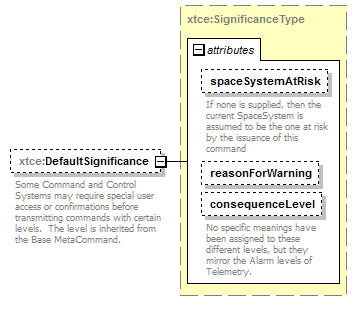 xtce:SignificanceType
attributes
spaceSystemAtRisk
If none is supplied, then the
current SpaceSystem is
assumed to be the one at risk
by the issuance of this
command
xtce:DefaultSignificance
reasonForWarning
Some Command and Control
Systems may require special user
access or confirmations before
transmitting commands with certain
levels.  The level is inherited from
the Base MetaCommand.
consequenceLevel
No specific meanings have
been assigned to these
different levels, but they
mirror the Alarm levels of
Telemetry.